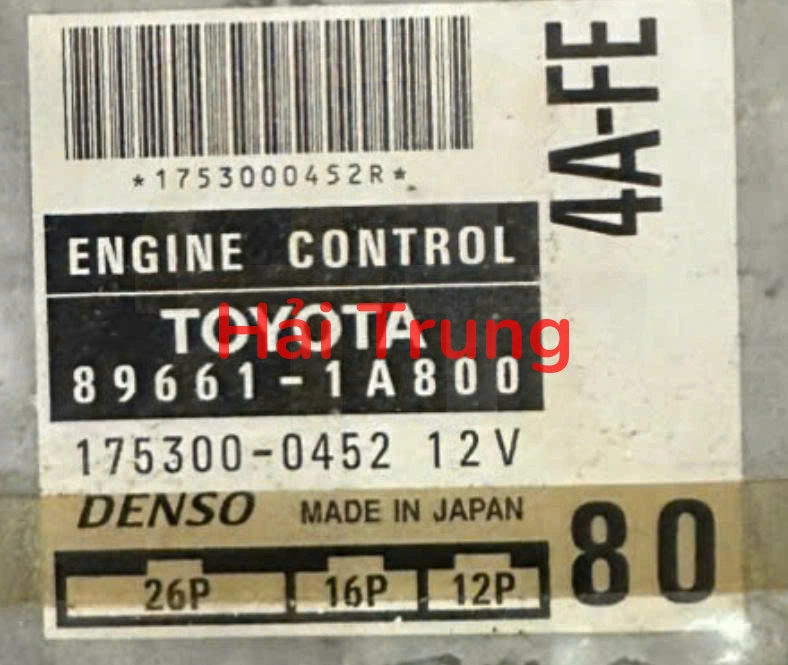 *1753000452R*
4A-FE
ENGINE CONTROL
TOYOTA
Hải Trung
89661-1A800
175300-0452 12V
DENSO MADE IN JAPAN
80
26P 16P 12P